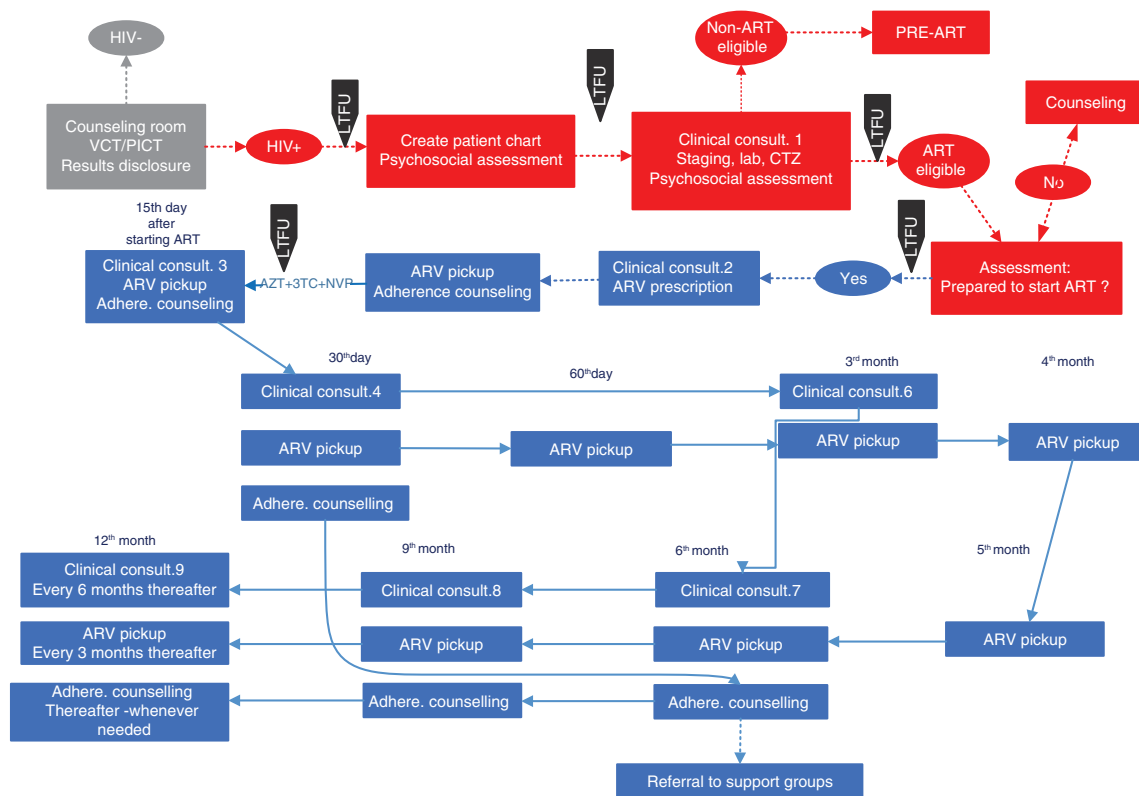 HIV-
Non-ART
eligible
PRE-ART
LTFU
LTFU
LTFU
Counseling
Counseling room
VCT/PICT
Results disclosure
HIV+
Create patient chart
Psychosocial assessment
Clinical consult. 1
Staging, lab, CTZ
Psychosocial assessment
ART
eligible
No
15th day
after
starting ART
LTFU
LTFU
Clinical consult. 3
ARV pickup
Adhere. counseling
AZT+3TC+NVP
ARV pickup
Adherence counseling
Clinical consult.2
ARV prescription
Yes
Assessment:
Prepared to start ART ?
30th day
60th day
3rd month
4th month
Clinical consult.4
Clinical consult.6
ARV pickup
ARV pickup
ARV pickup
ARV pickup
Adhere. counselling
12th month
9th month
6th month
5th month
Clinical consult.9
Every 6 months thereafter
Clinical consult.8
Clinical consult.7
ARV pickup
Every 3 months thereafter
ARV pickup
ARV pickup
ARV pickup
Adhere. counselling
Thereafter -whenever
needed
Adhere. counselling
Adhere. counselling
Referral to support groups